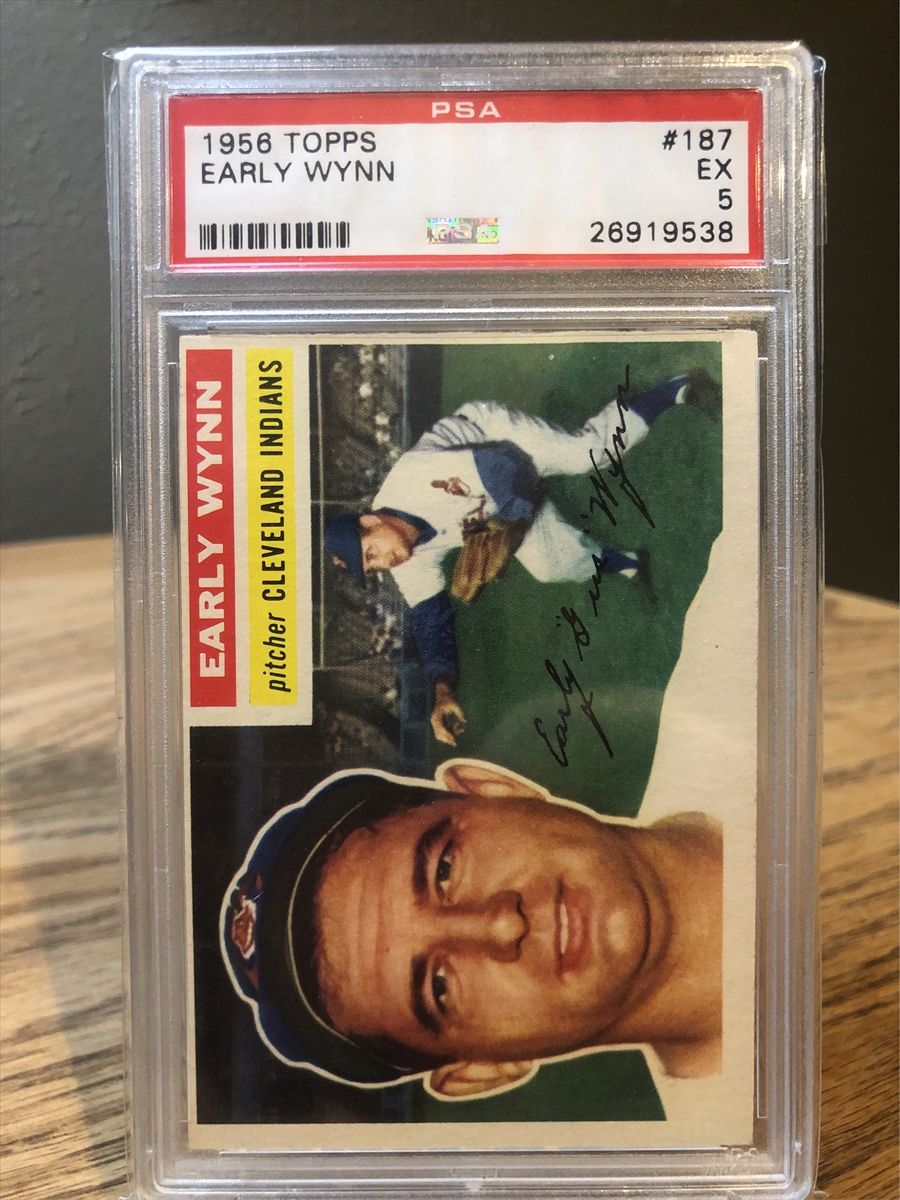 PSA
1956 TOPPS #187
EARLY WYNN EX
5
26919538
EARLY WYNN
pitcher CLEVELAND INDIANS
Early "Gus" Wynn